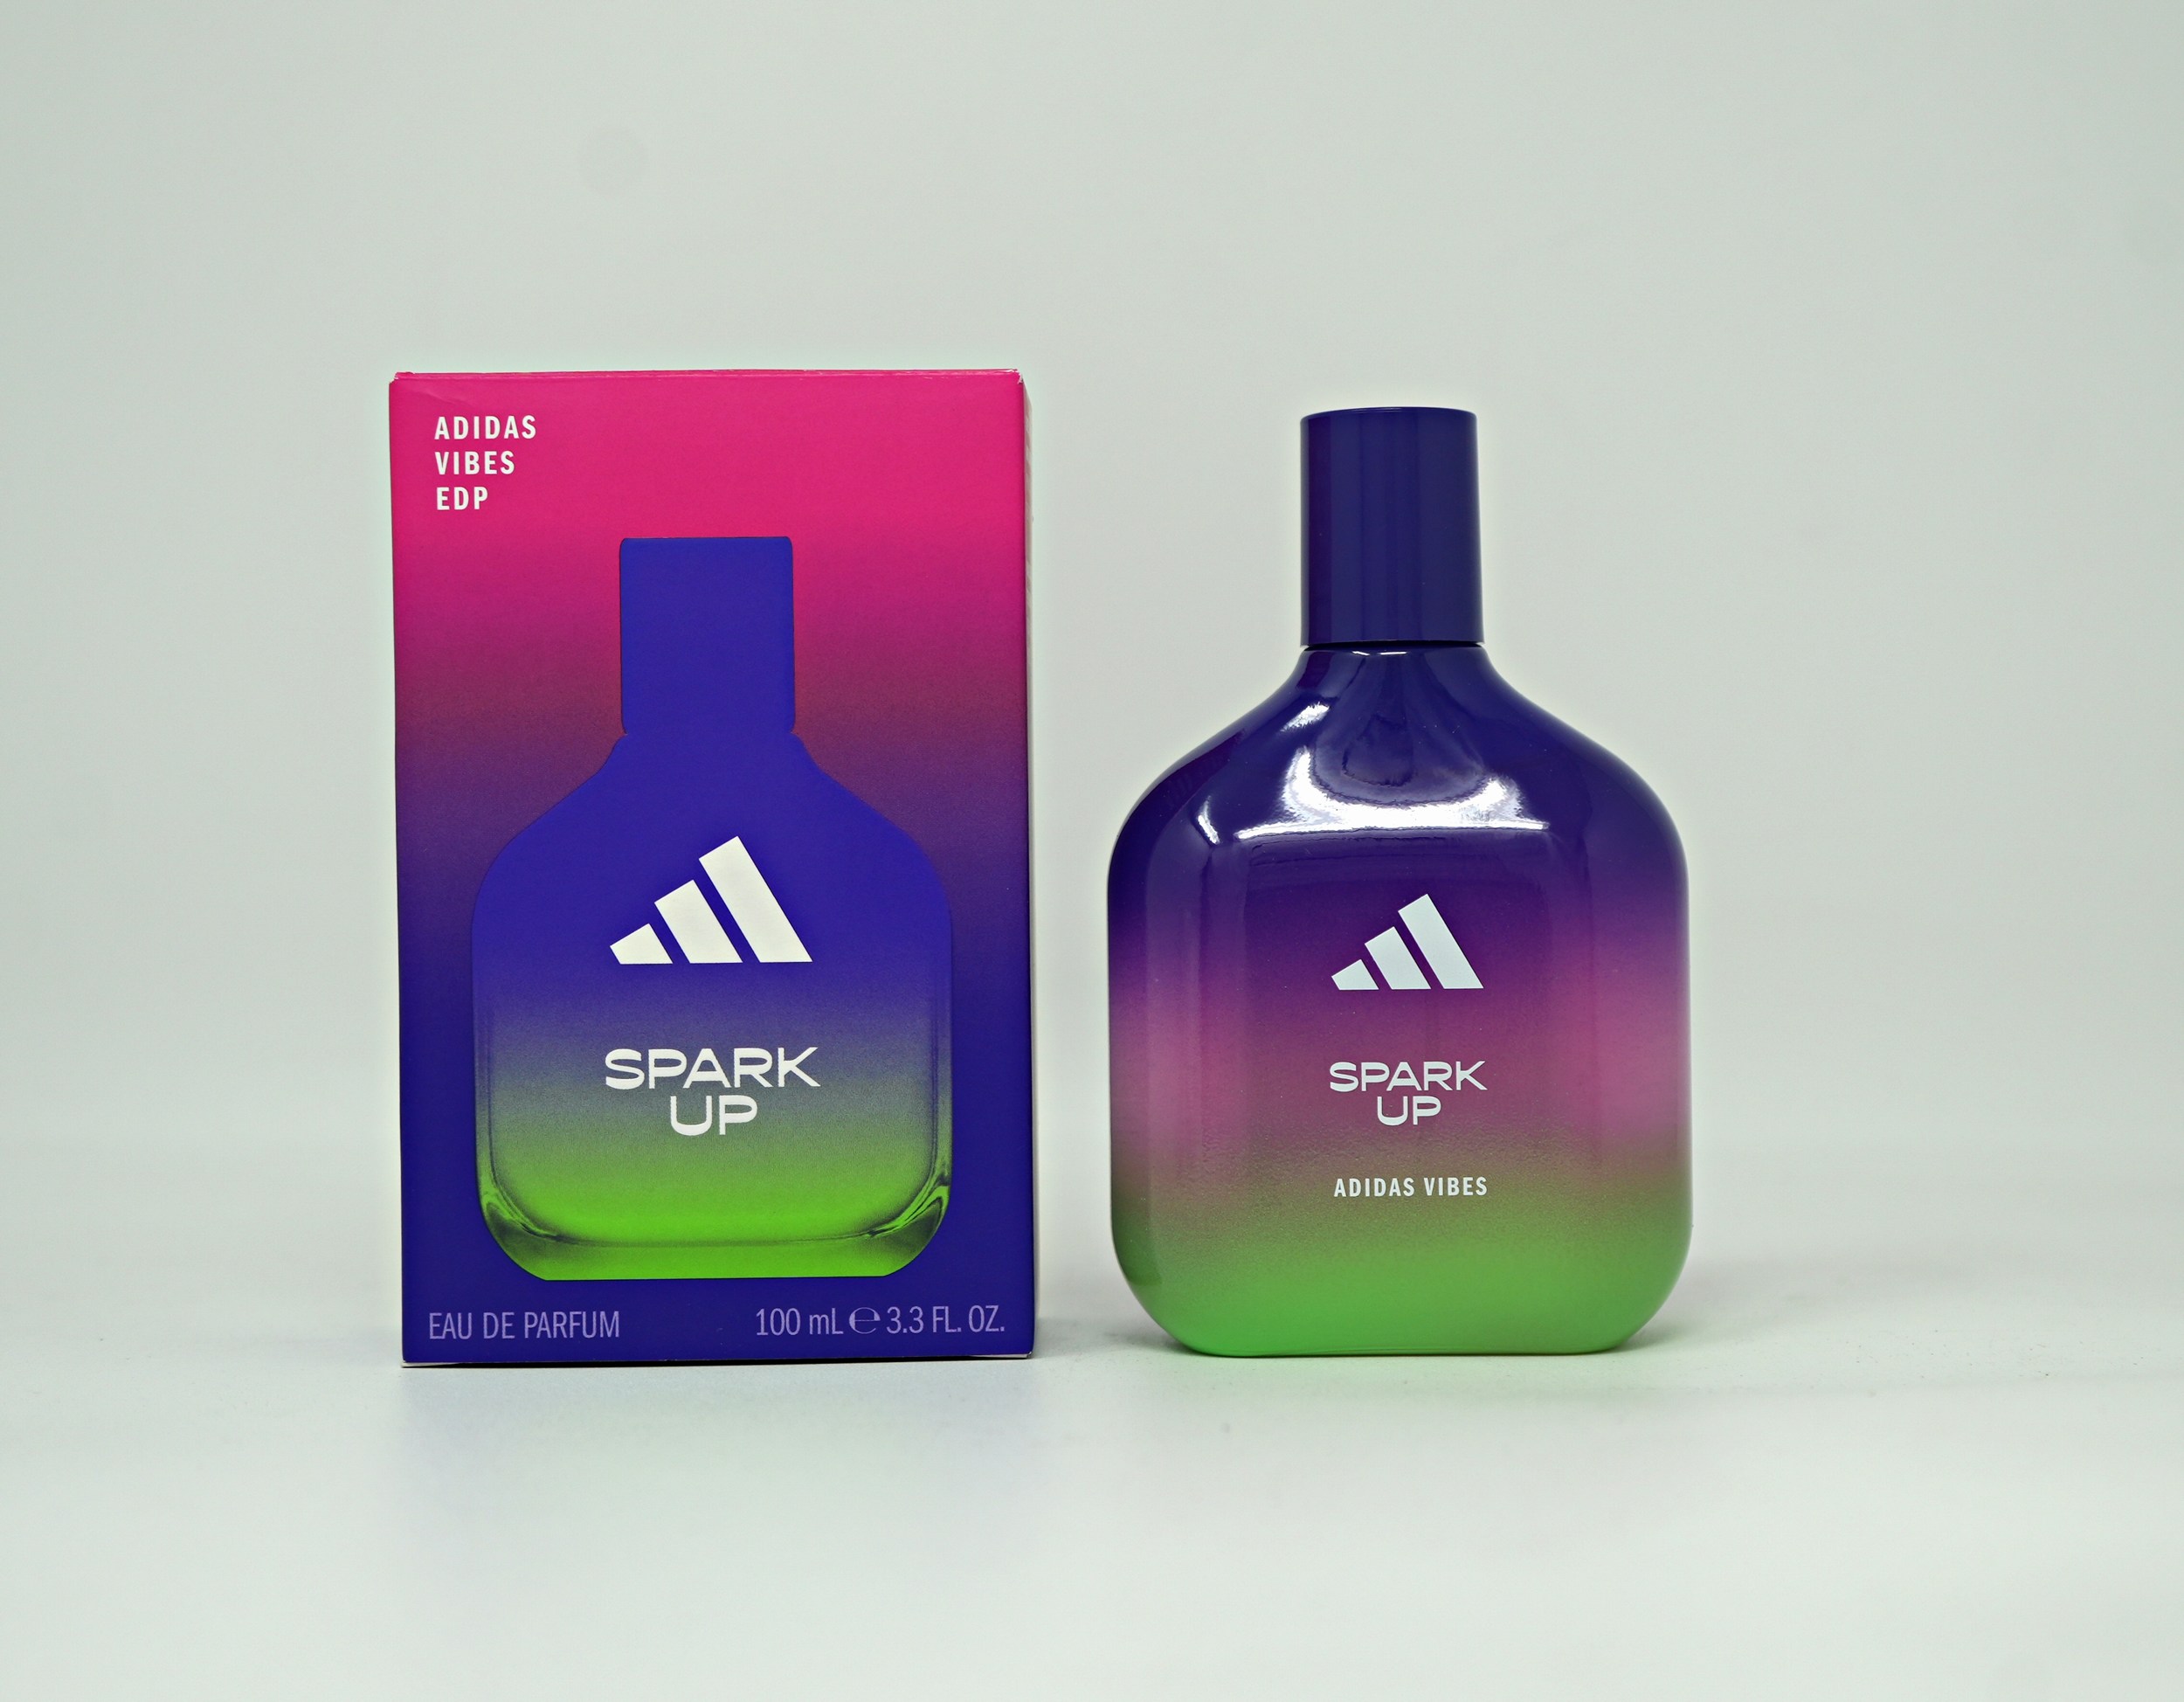 ADIDAS
VIBES
EDP
SPARK
UP
EAU DE PARFUM
100 mL ℮ 3.3 FL. OZ.
SPARK
UP
ADIDAS VIBES